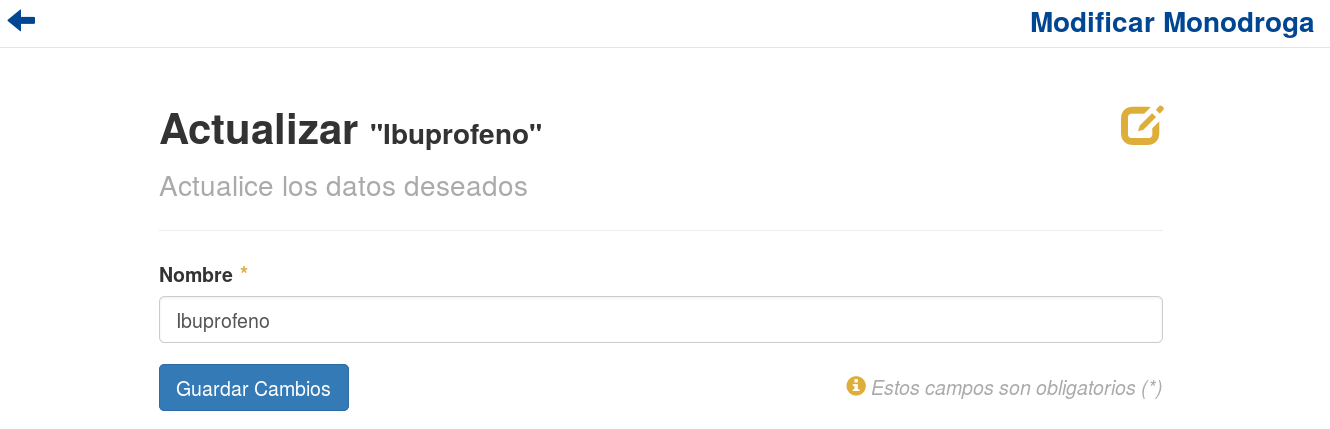 Modificar Monodroga
Actualizar "Ibuprofeno"
Actualice los datos deseados
Nombre *
Ibuprofeno
Guardar Cambios
Estos campos son obligatorios (*)